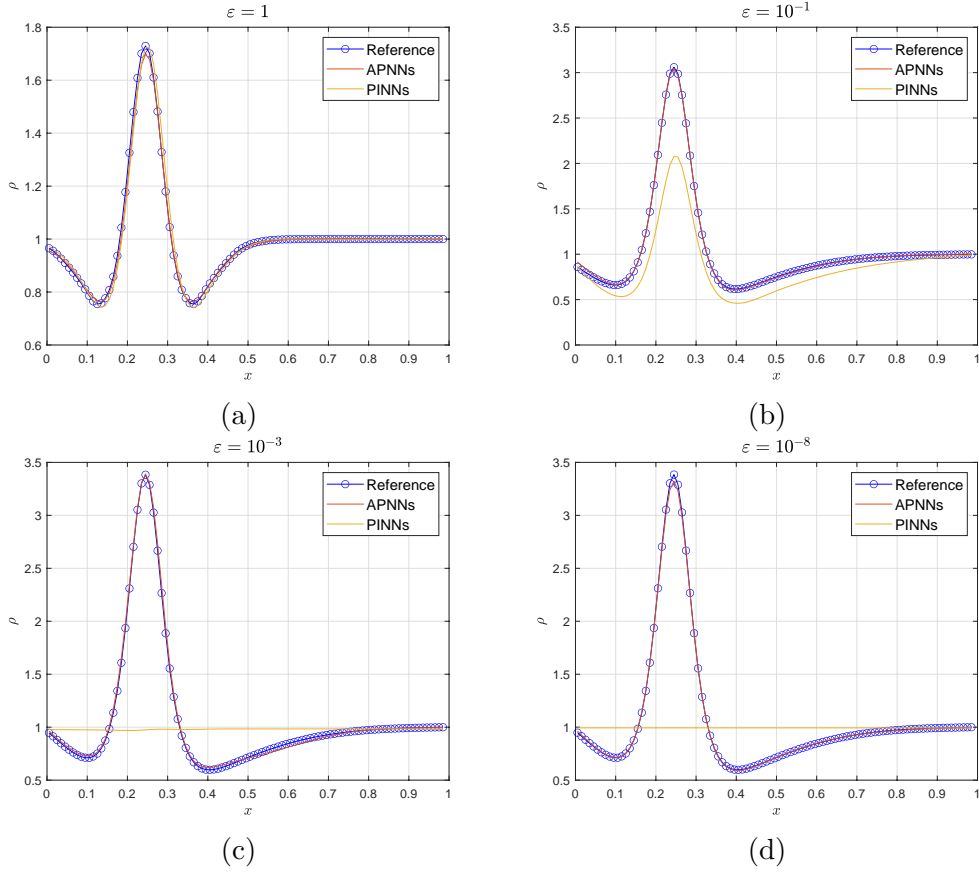 ε = 1
1.8
1.6
1.4
1.2
1
0.8
0.6
ρ
Reference
APNNs
PINNs
0 0.1 0.2 0.3 0.4 0.5 0.6 0.7 0.8 0.9 1
x
(a)
ε = 10⁻¹
3.5
3
2.5
2
1.5
1
0.5
0
ρ
Reference
APNNs
PINNs
0 0.1 0.2 0.3 0.4 0.5 0.6 0.7 0.8 0.9 1
x
(b)
ε = 10⁻³
3.5
3
2.5
2
1.5
1
0.5
ρ
Reference
APNNs
PINNs
0 0.1 0.2 0.3 0.4 0.5 0.6 0.7 0.8 0.9 1
x
(c)
ε = 10⁻⁸
3.5
3
2.5
2
1.5
1
0.5
ρ
Reference
APNNs
PINNs
0 0.1 0.2 0.3 0.4 0.5 0.6 0.7 0.8 0.9 1
x
(d)